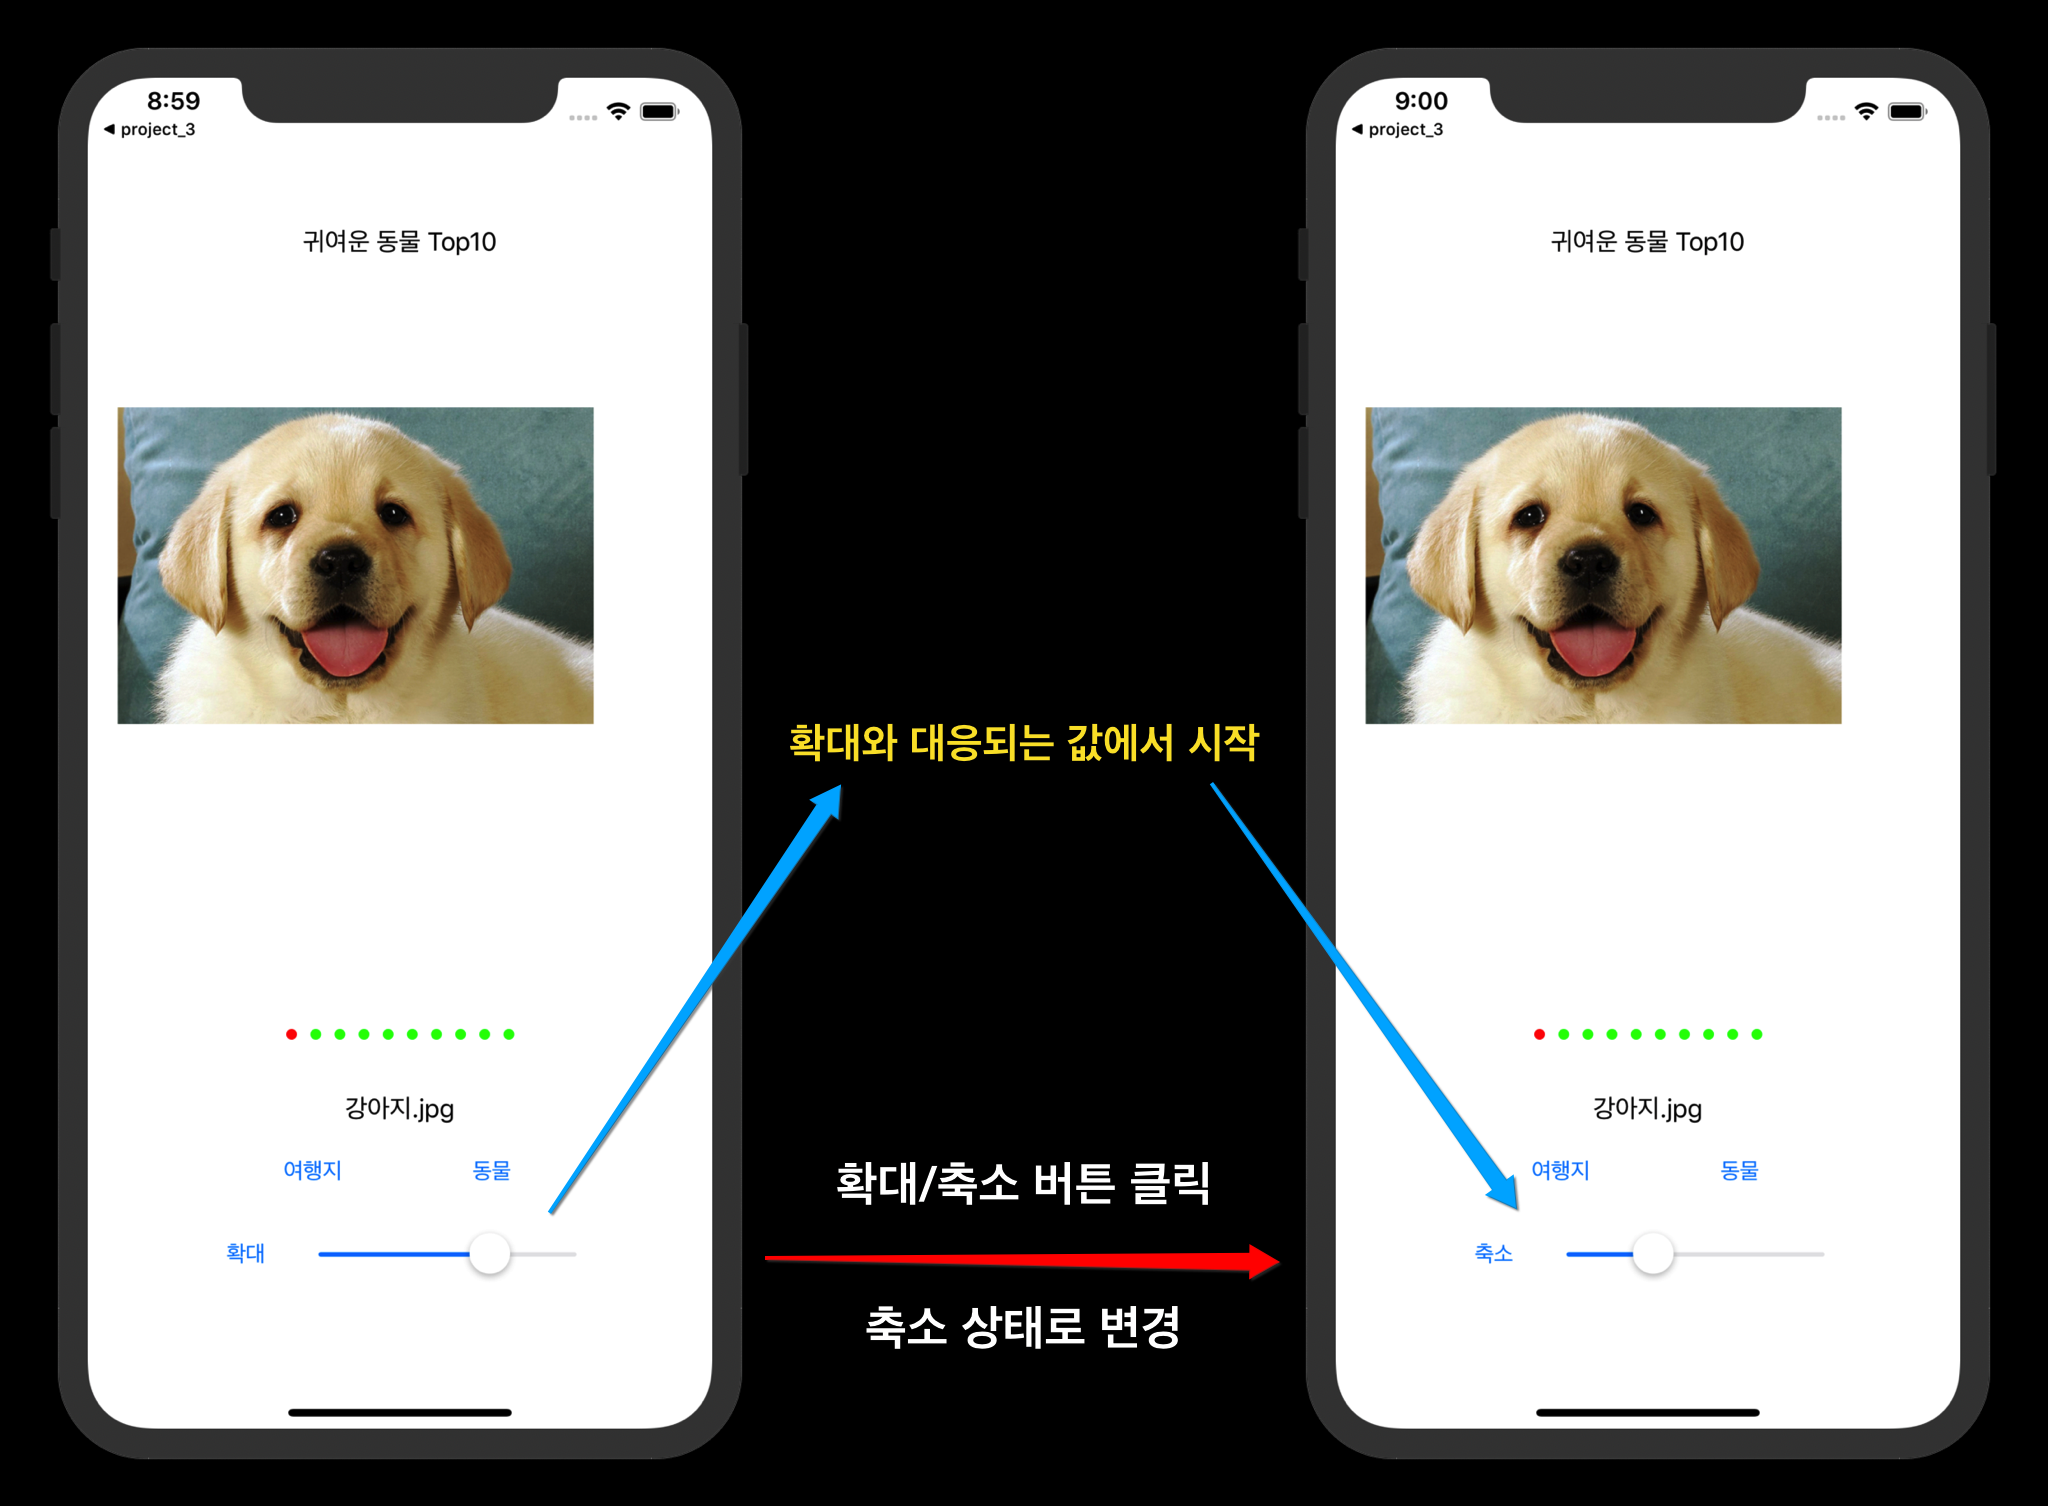 8:59
◀ project_3
귀여운 동물 Top10
강아지.jpg
여행지 동물
확대
확대와 대응되는 값에서 시작
확대/축소 버튼 클릭
축소 상태로 변경
9:00
◀ project_3
귀여운 동물 Top10
강아지.jpg
여행지 동물
축소